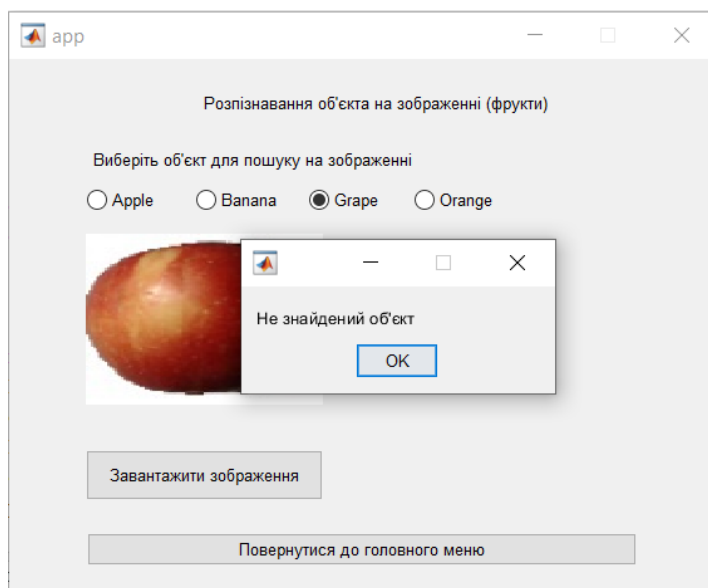 app
Розпізнавання об'єкта на зображенні (фрукти)
Виберіть об'єкт для пошуку на зображенні
Apple Banana Grape Orange
Не знайдений об'єкт
OK
Завантажити зображення
Повернутися до головного меню